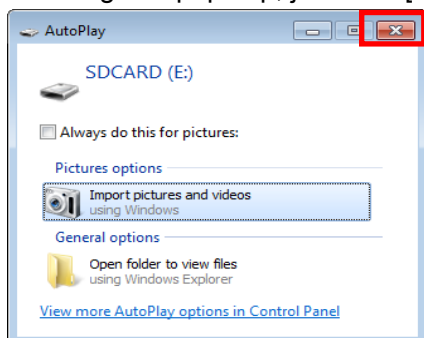 AutoPlay
SDCARD (E:)
Always do this for pictures:
Pictures options
Import pictures and videos
using Windows
General options
Open folder to view files
using Windows Explorer
View more AutoPlay options in Control Panel